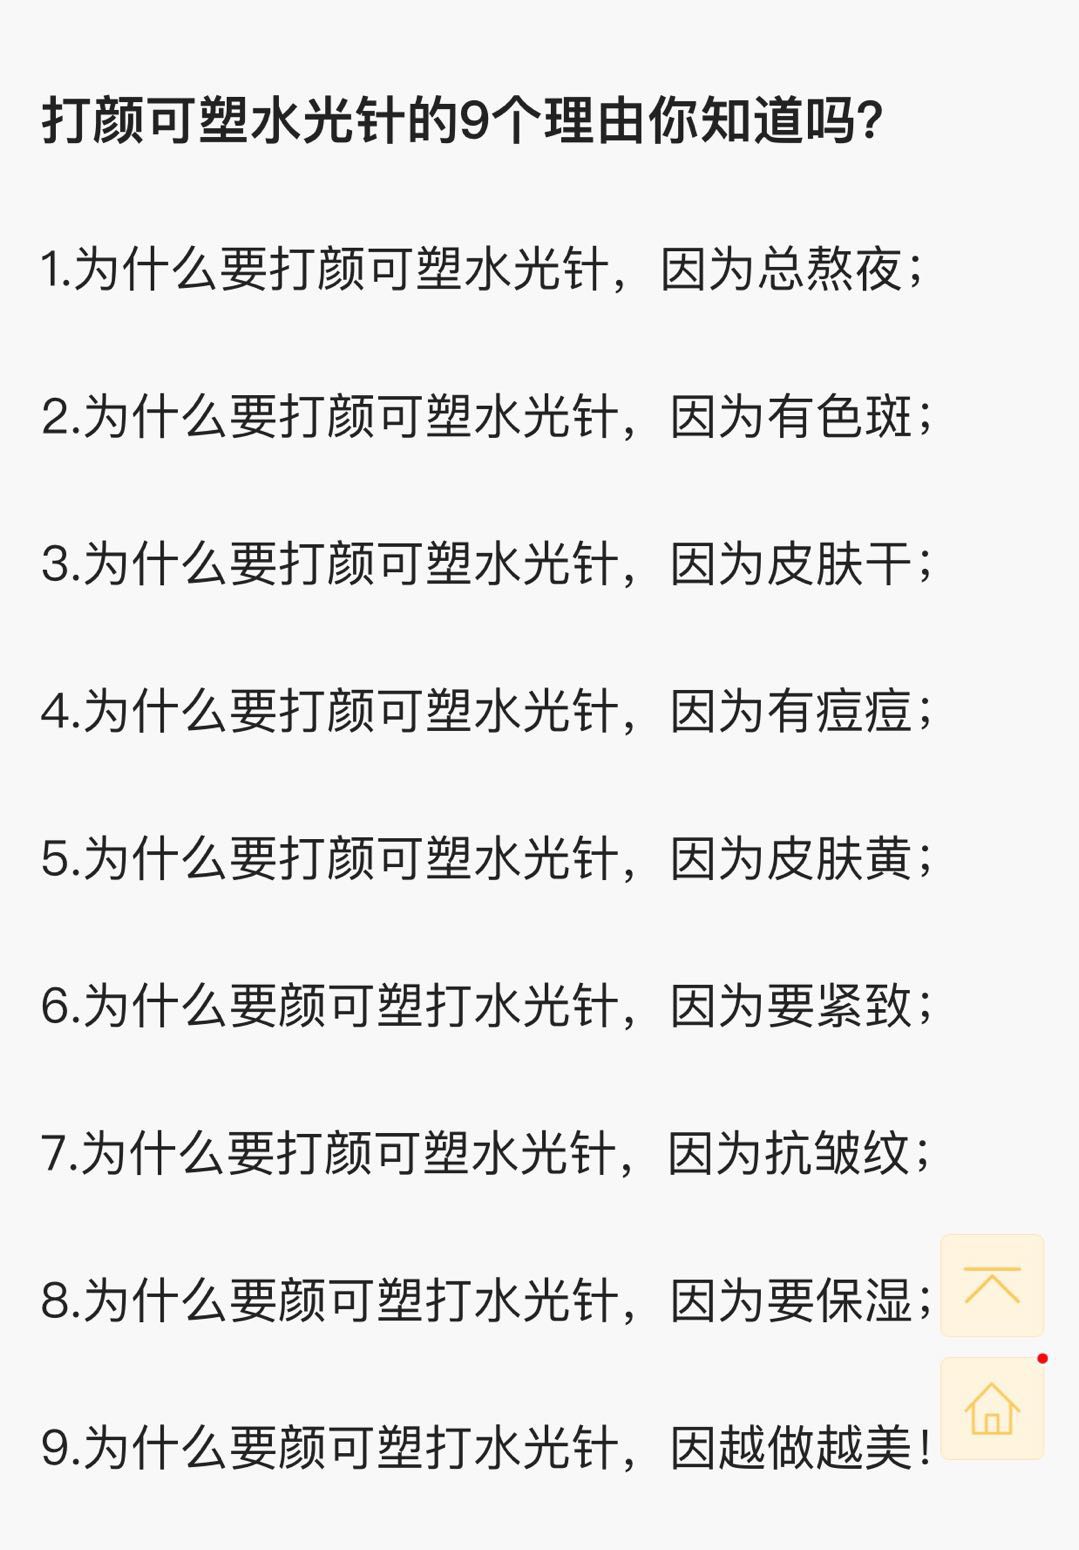 打颜可塑水光针的9个理由你知道吗？
1.为什么要打颜可塑水光针，因为总熬夜；
2.为什么要打颜可塑水光针，因为有色斑；
3.为什么要打颜可塑水光针，因为皮肤干；
4.为什么要打颜可塑水光针，因为有痘痘；
5.为什么要打颜可塑水光针，因为皮肤黄；
6.为什么要颜可塑打水光针，因为要紧致；
7.为什么要打颜可塑水光针，因为抗皱纹；
8.为什么要颜可塑打水光针，因为要保湿；
9.为什么要颜可塑打水光针，因越做越美！